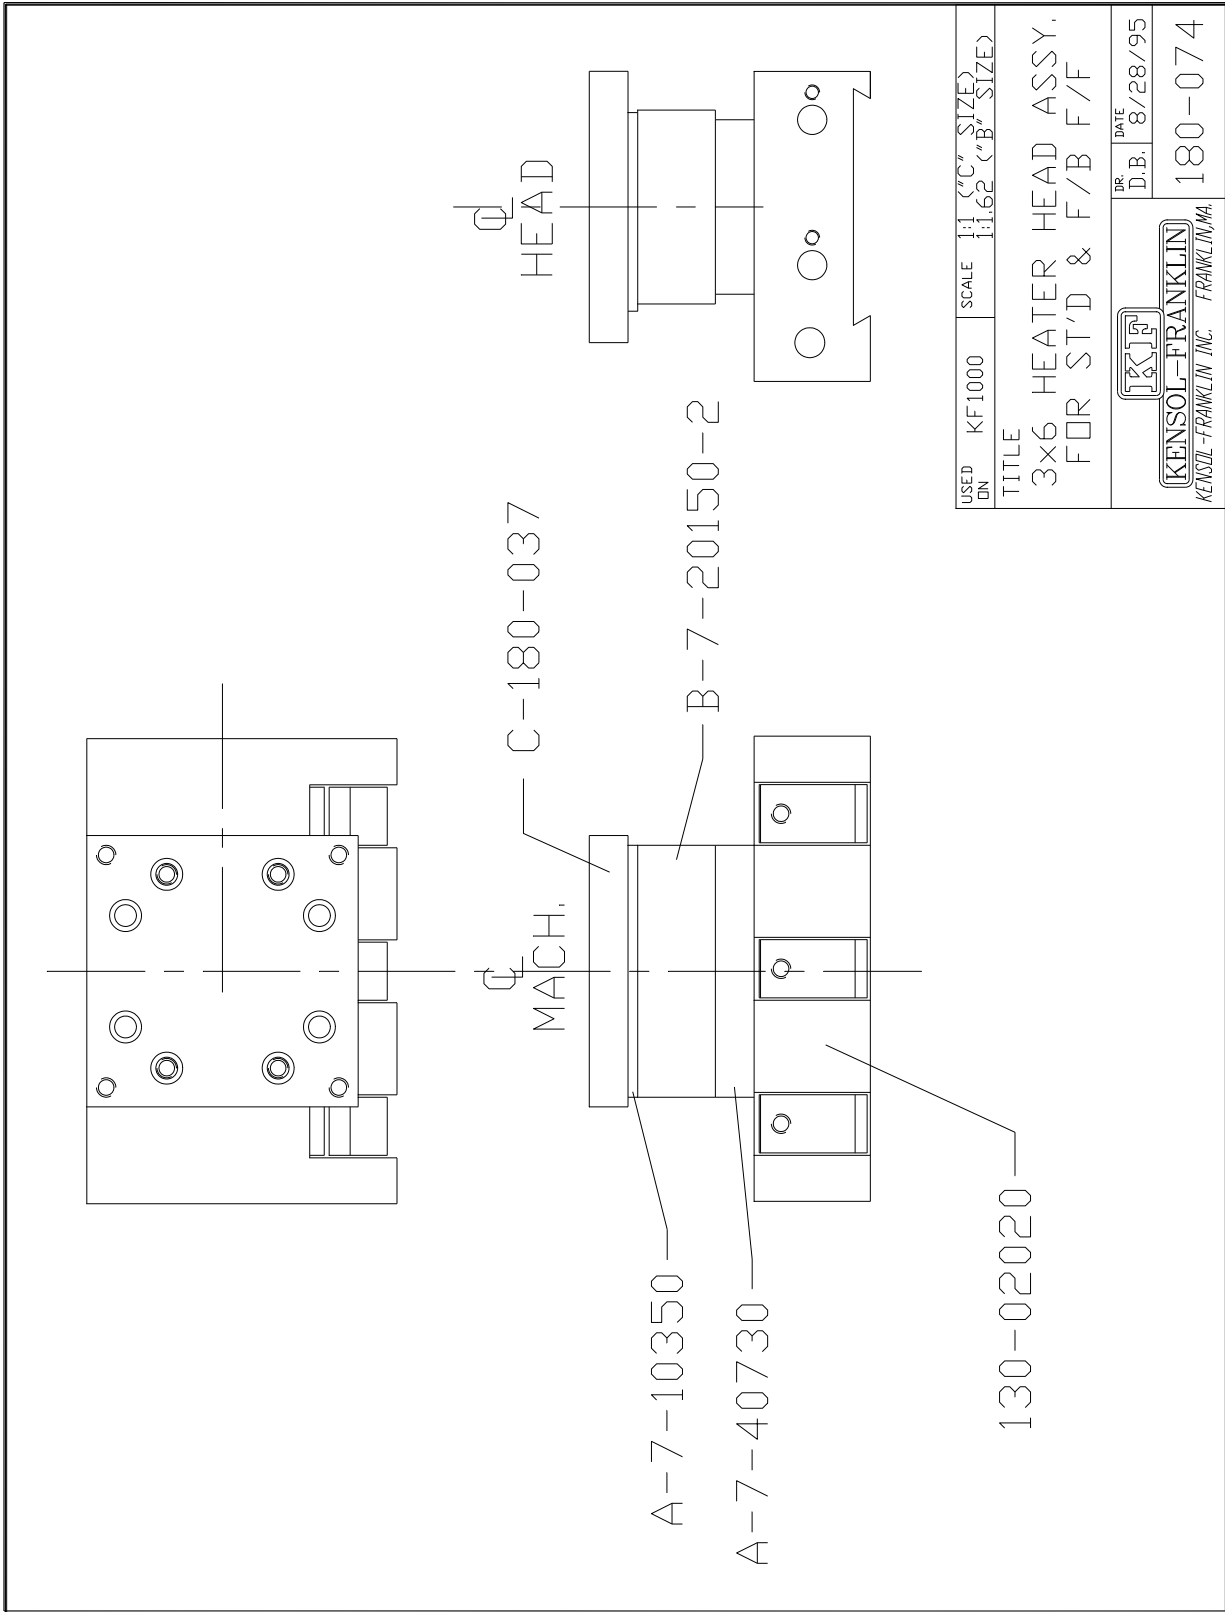 ℄
HEAD
C-180-037
B-7-20150-2
℄
MACH.
A-7-10350
A-7-40730
130-02020
USED ON
KF1000
SCALE
1:1 ("C" SIZE)
1:1.62 ("B" SIZE)
TITLE
3x6 HEATER HEAD ASSY.
FOR ST'D & F/B F/F
KF
KENSOL-FRANKLIN
KENSOL-FRANKLIN INC. FRANKLIN,MA.
DR.
D.B.
DATE
8/28/95
180-074